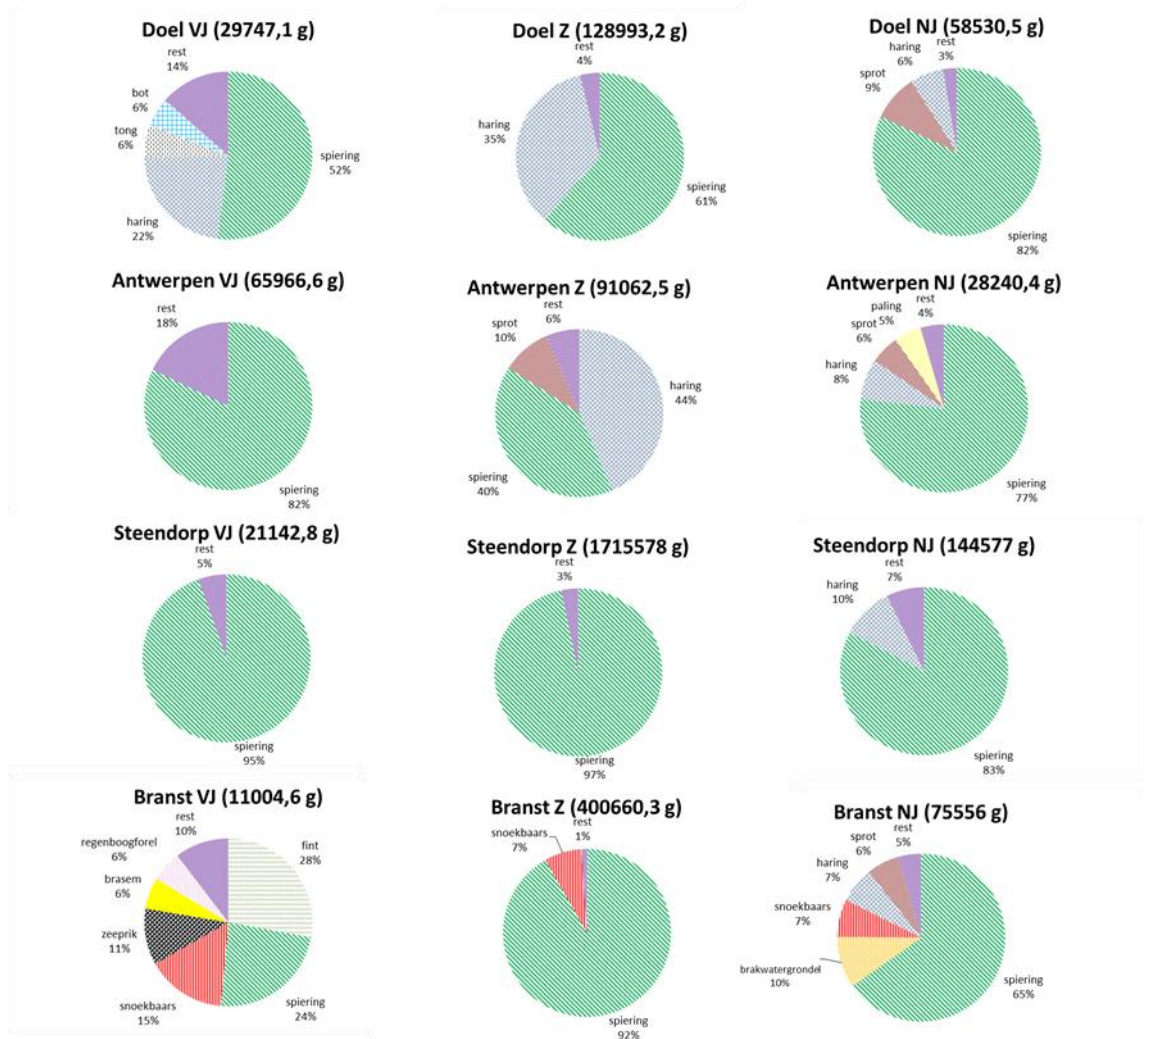 Doel VJ (29747,1 g)
rest
14%
bot
6%
tong
6%
haring
22%
spiering
52%
Doel Z (128993,2 g)
rest
4%
haring
35%
spiering
61%
Doel NJ (58530,5 g)
rest
3%
haring
6%
sprot
9%
spiering
82%
Antwerpen VJ (65966,6 g)
rest
18%
spiering
82%
Antwerpen Z (91062,5 g)
rest
6%
sprot
10%
haring
44%
spiering
40%
Antwerpen NJ (28240,4 g)
rest
4%
paling
5%
sprot
6%
haring
8%
spiering
77%
Steendorp VJ (21142,8 g)
rest
5%
spiering
95%
Steendorp Z (1715578 g)
rest
3%
spiering
97%
Steendorp NJ (144577 g)
rest
7%
haring
10%
spiering
83%
Branst VJ (11004,6 g)
rest
10%
regenboogforel
6%
brasem
6%
zeeprik
11%
snoekbaars
15%
fint
28%
spiering
24%
Branst Z (400660,3 g)
rest
1%
snoekbaars
7%
spiering
92%
Branst NJ (75556 g)
rest
5%
sprot
6%
haring
7%
snoekbaars
7%
brakwatergrondel
10%
spiering
65%